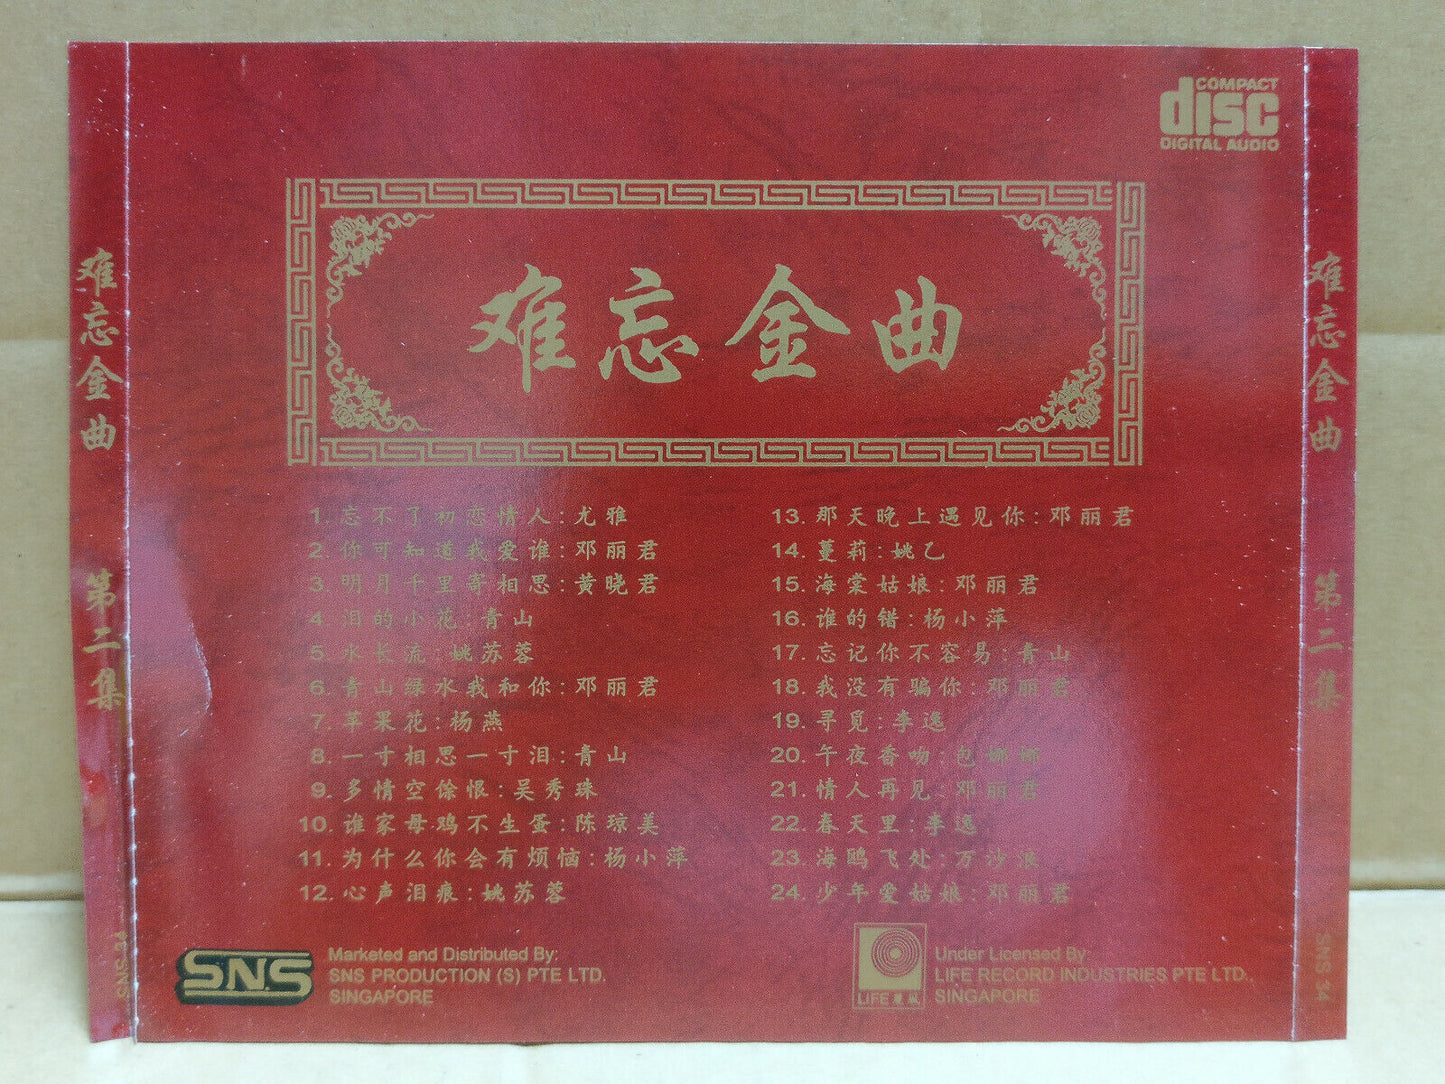 COMPACT
disc
DIGITAL AUDIO
难忘金曲
难忘金曲 第二集
SNS 34
1. 忘不了初恋情人:尤雅
2. 你可知道我爱谁:邓丽君
3. 明月千里寄相思:黄晓君
4. 泪的小花:青山
5. 水长流:姚苏蓉
6. 青山绿水我和你:邓丽君
7. 苹果花:杨燕
8. 一寸相思一寸泪:青山
9. 多情空馀恨:吴秀珠
10. 谁家母鸡不生蛋:陈琼美
11. 为什么你会有烦恼:杨小萍
12. 心声泪痕:姚苏蓉
13. 那天晚上遇见你:邓丽君
14. 蔓莉:姚乙
15. 海棠姑娘:邓丽君
16. 谁的错:杨小萍
17. 忘记你不容易:青山
18. 我没有骗你:邓丽君
19. 寻觅:李逸
20. 午夜香吻:包娜娜
21. 情人再见:邓丽君
22. 春天里:李逸
23. 海鸥飞处:万沙浪
24. 少年爱姑娘:邓丽君
SNS
Marketed and Distributed By:
SNS PRODUCTION (S) PTE LTD.
SINGAPORE
LIFE 丽风
Under Licensed By:
LIFE RECORD INDUSTRIES PTE LTD.,
SINGAPORE
难忘金曲 第二集
SNS 34